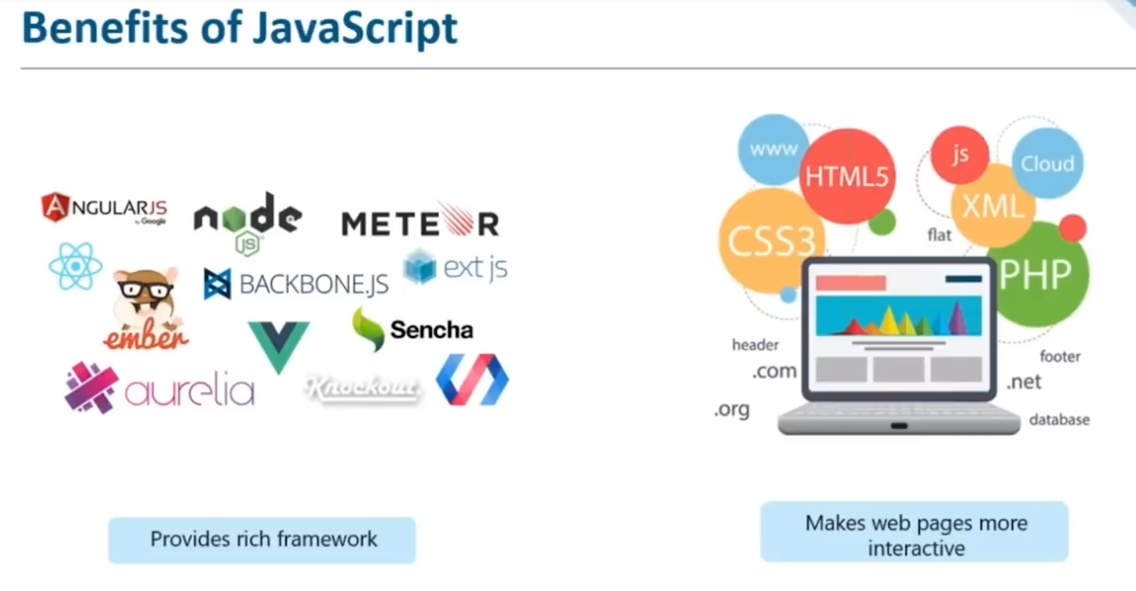 Benefits of JavaScript
ANGULARJS
by Google
node
JS
METEOR
ember
BACKBONE.JS
ext js
Sencha
aurelia
Knockout.
Provides rich framework
www
HTML5
js
Cloud
XML
CSS3
flat
PHP
header
.com
.org
footer
.net
database
Makes web pages more
interactive